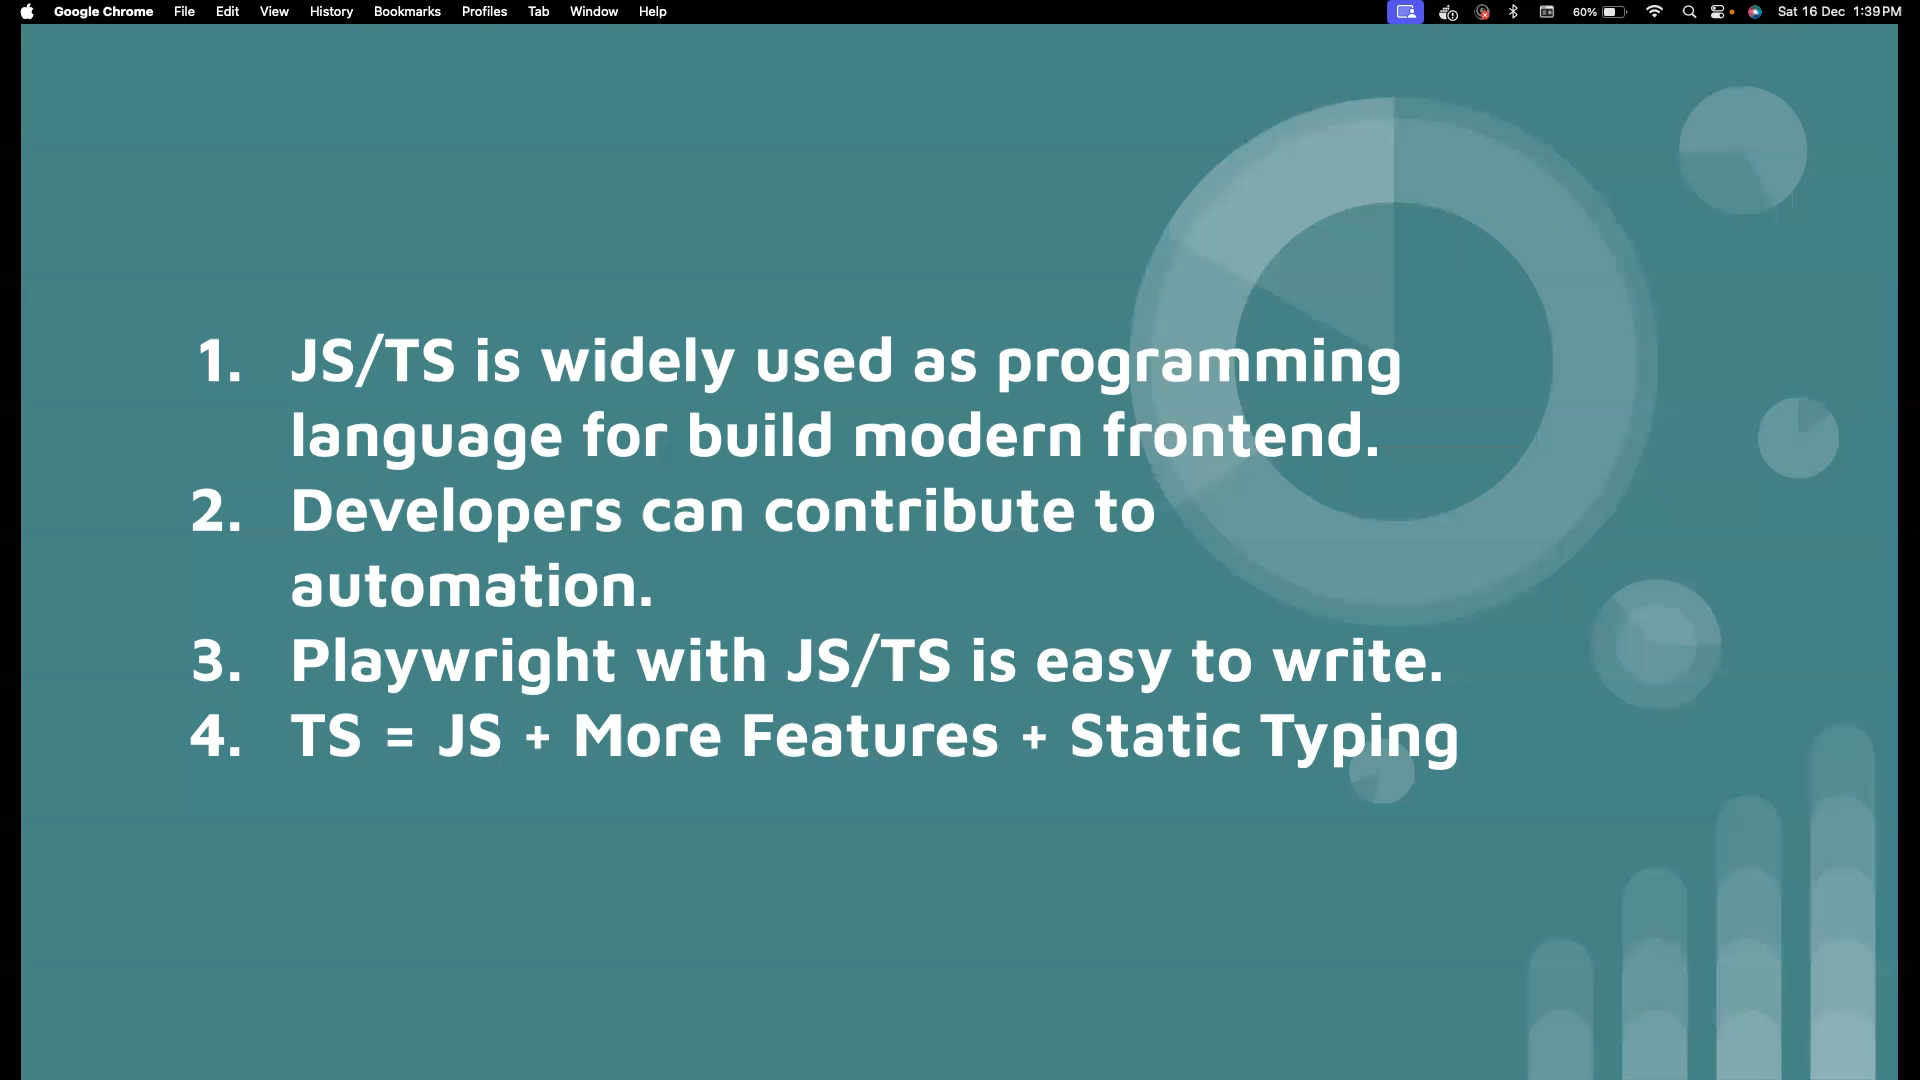 Google Chrome File Edit View History Bookmarks Profiles Tab Window Help 60% Sat 16 Dec 1:39 PM
1. JS/TS is widely used as programming
language for build modern frontend.
2. Developers can contribute to
automation.
3. Playwright with JS/TS is easy to write.
4. TS = JS + More Features + Static Typing